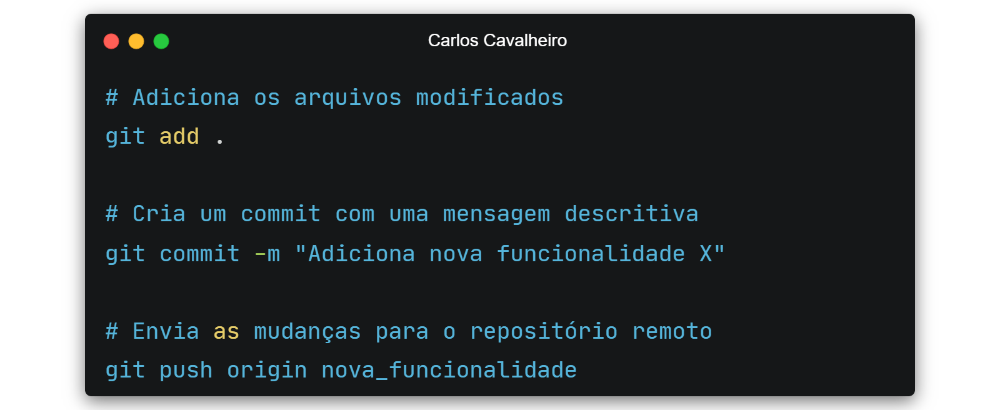 Carlos Cavalheiro
# Adiciona os arquivos modificados
git add .
# Cria um commit com uma mensagem descritiva
git commit -m "Adiciona nova funcionalidade X"
# Envia as mudanças para o repositório remoto
git push origin nova_funcionalidade